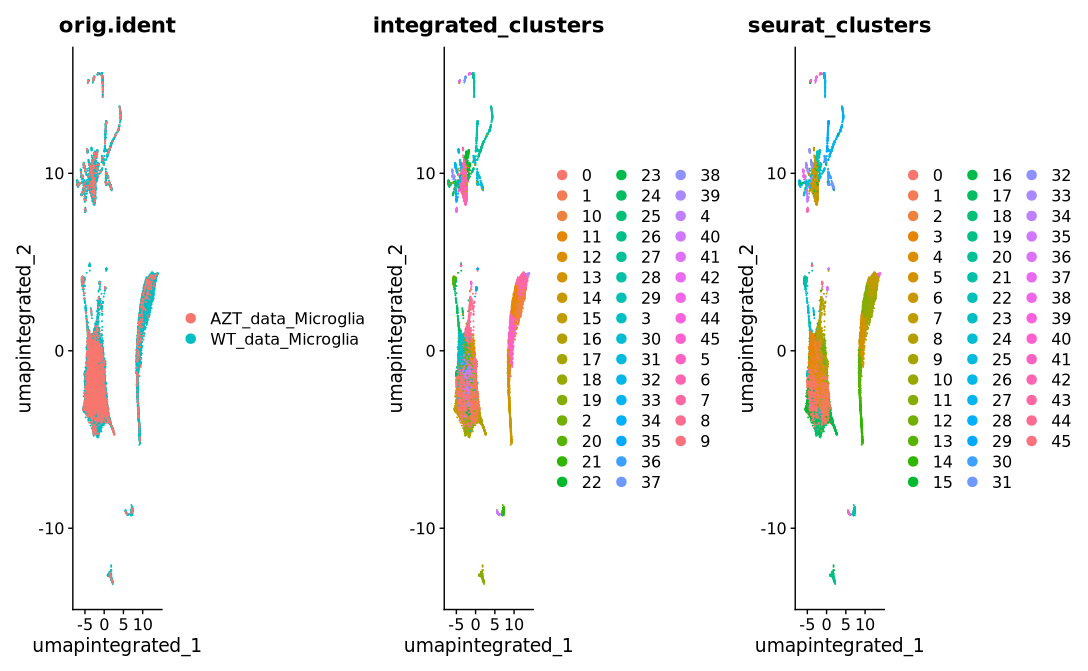 orig.ident
umapintegrated_2
10
0
-10
-5 0 5 10
umapintegrated_1
AZT_data_Microglia
WT_data_Microglia
integrated_clusters
umapintegrated_2
10
0
-10
-5 0 5 10
umapintegrated_1
0 23 38
1 24 39
10 25 4
11 26 40
12 27 41
13 28 42
14 29 43
15 3 44
16 30 45
17 31 5
18 32 6
19 33 7
2 34 8
20 35 9
21 36
22 37
seurat_clusters
umapintegrated_2
10
0
-10
-5 0 5 10
umapintegrated_1
0 16 32
1 17 33
2 18 34
3 19 35
4 20 36
5 21 37
6 22 38
7 23 39
8 24 40
9 25 41
10 26 42
11 27 43
12 28 44
13 29 45
14 30
15 31